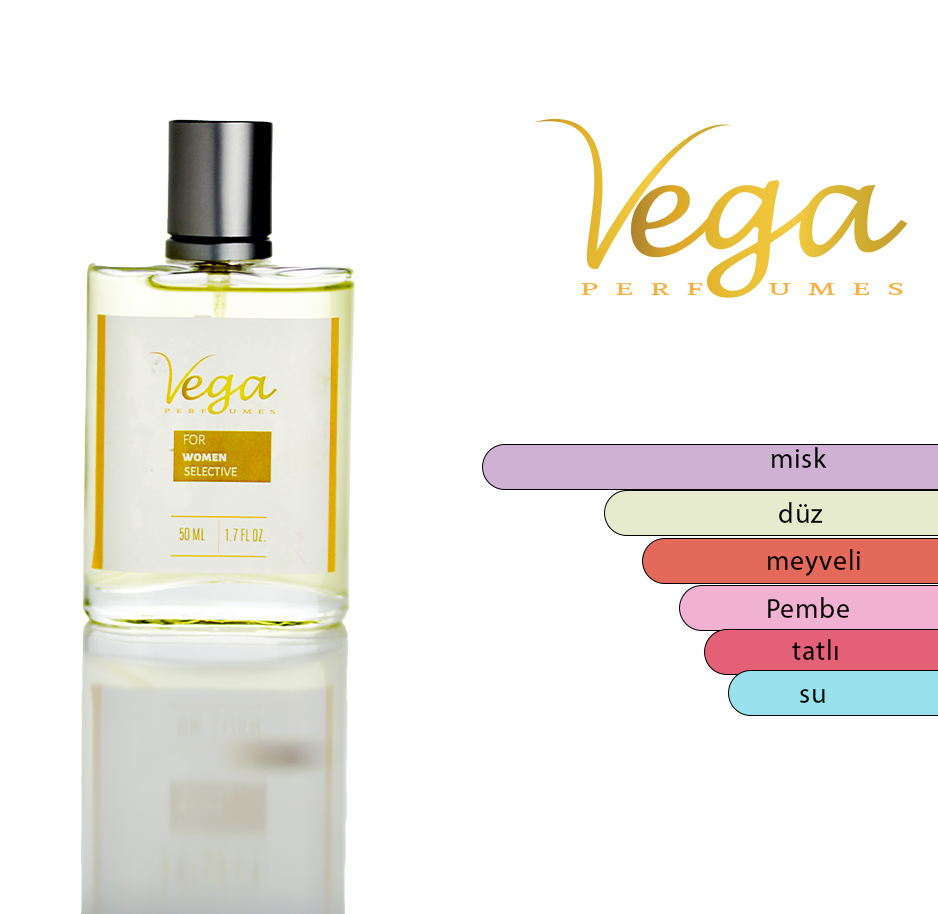 Vega
PERFUMES
Vega
PERFUMES
FOR
WOMEN
SELECTIVE
50 ML
1.7 FL OZ.
misk
düz
meyveli
Pembe
tatlı
su